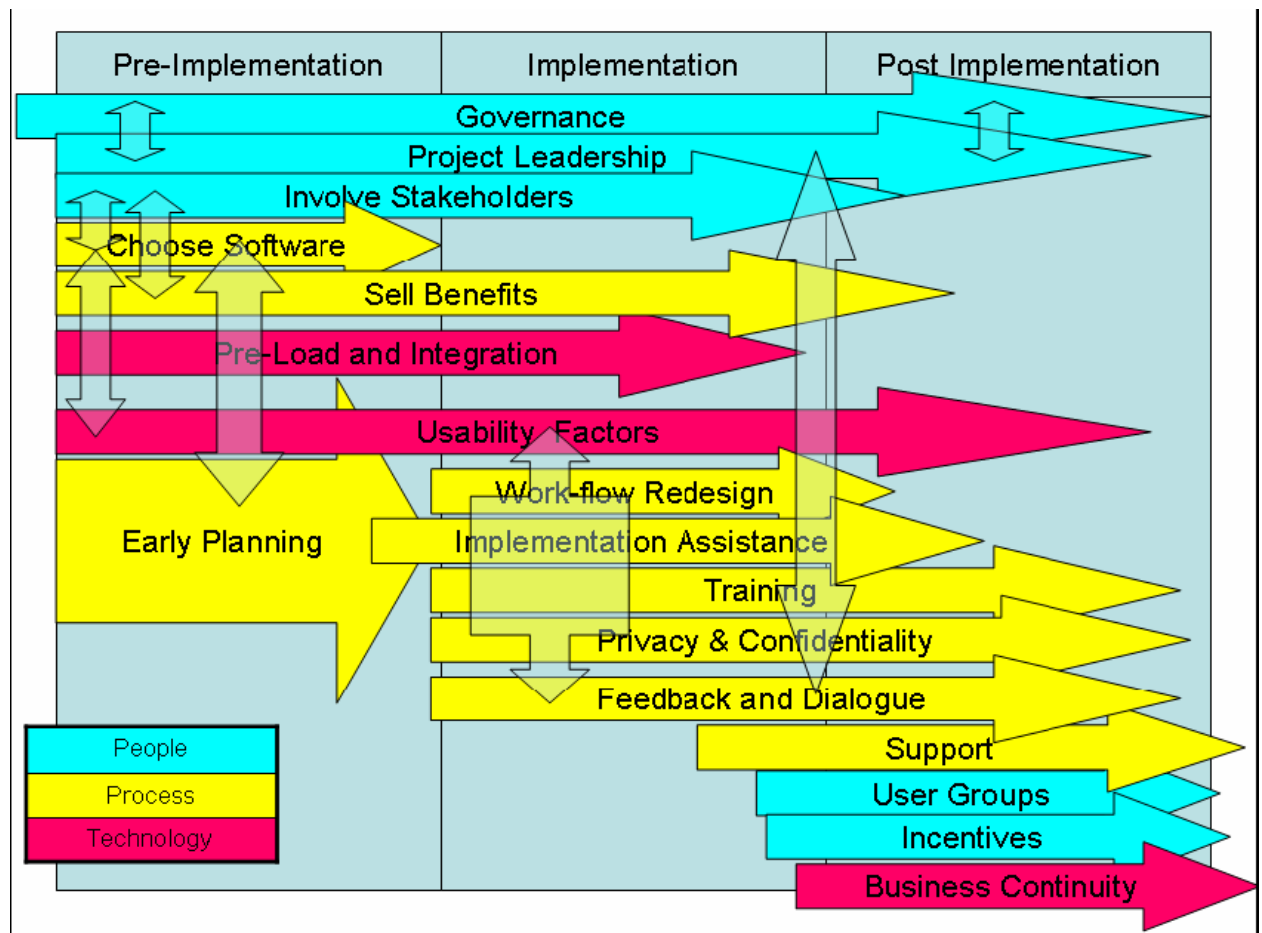 Pre-Implementation
Implementation
Post Implementation
Governance
Project Leadership
Involve Stakeholders
Choose Software
Sell Benefits
Pre-Load and Integration
Usability Factors
Work-flow Redesign
Early Planning
Implementation Assistance
Training
Privacy & Confidentiality
Feedback and Dialogue
Support
User Groups
Incentives
Business Continuity
People
Process
Technology